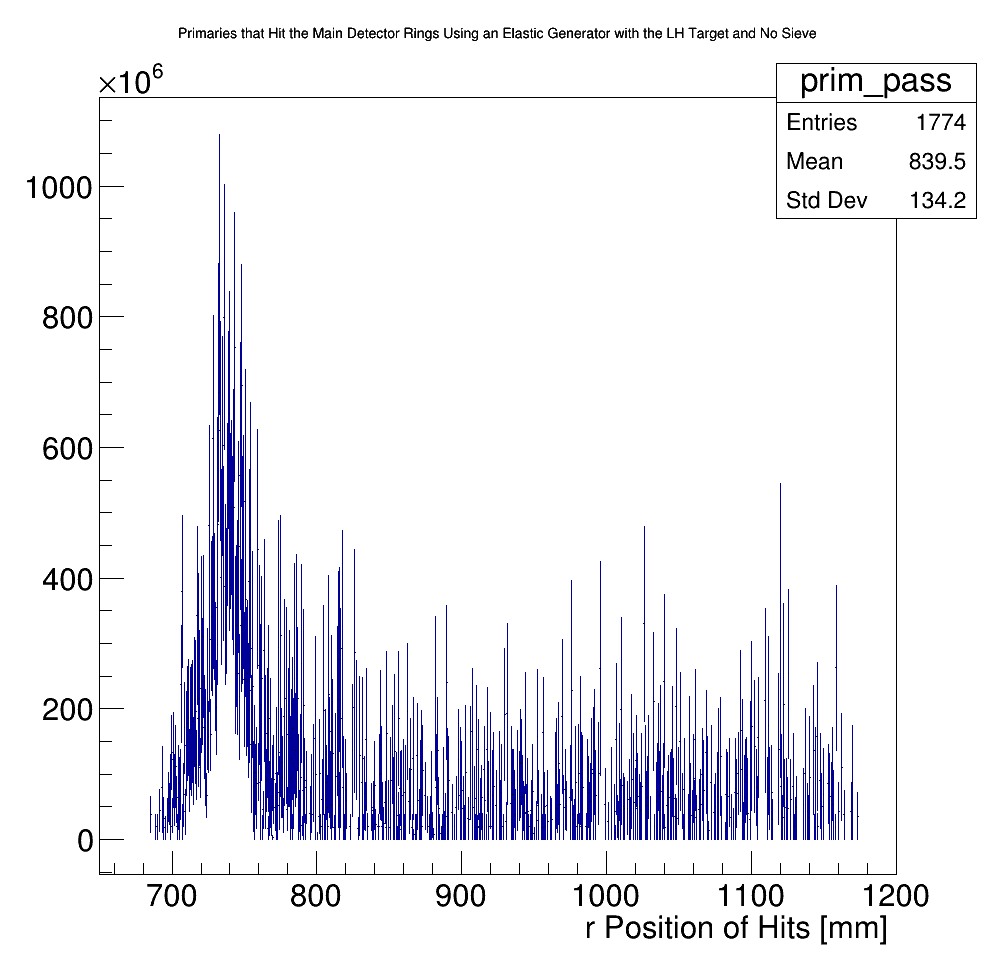 Primaries that Hit the Main Detector Rings Using an Elastic Generator with the LH Target and No Sieve
×10⁶
prim_pass
Entries 1774
Mean 839.5
Std Dev 134.2
1000
800
600
400
200
0
700 800 900 1000 1100 1200
r Position of Hits [mm]